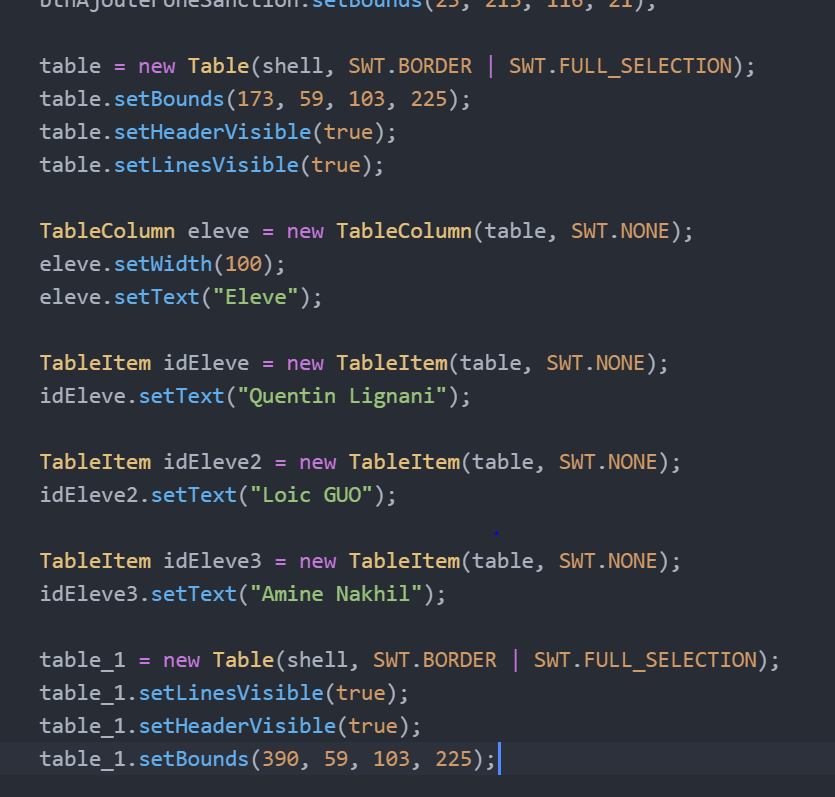 btnAjouterUneSanction.setBounds(25, 215, 116, 21);
table = new Table(shell, SWT.BORDER | SWT.FULL_SELECTION);
table.setBounds(173, 59, 103, 225);
table.setHeaderVisible(true);
table.setLinesVisible(true);
TableColumn eleve = new TableColumn(table, SWT.NONE);
eleve.setWidth(100);
eleve.setText("Eleve");
TableItem idEleve = new TableItem(table, SWT.NONE);
idEleve.setText("Quentin Lignani");
TableItem idEleve2 = new TableItem(table, SWT.NONE);
idEleve2.setText("Loic GUO");
TableItem idEleve3 = new TableItem(table, SWT.NONE);
idEleve3.setText("Amine Nakhil");
table_1 = new Table(shell, SWT.BORDER | SWT.FULL_SELECTION);
table_1.setLinesVisible(true);
table_1.setHeaderVisible(true);
table_1.setBounds(390, 59, 103, 225);